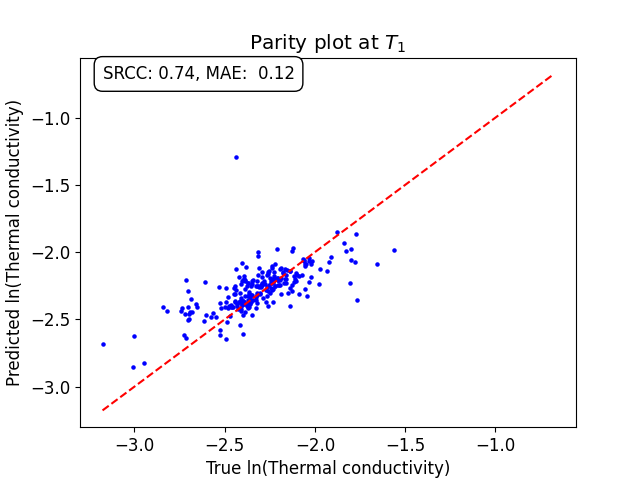 Parity plot at $T_1$
SRCC: 0.74, MAE:  0.12
Predicted ln(Thermal conductivity)
−1.0
−1.5
−2.0
−2.5
−3.0
−3.0 −2.5 −2.0 −1.5 −1.0
True ln(Thermal conductivity)